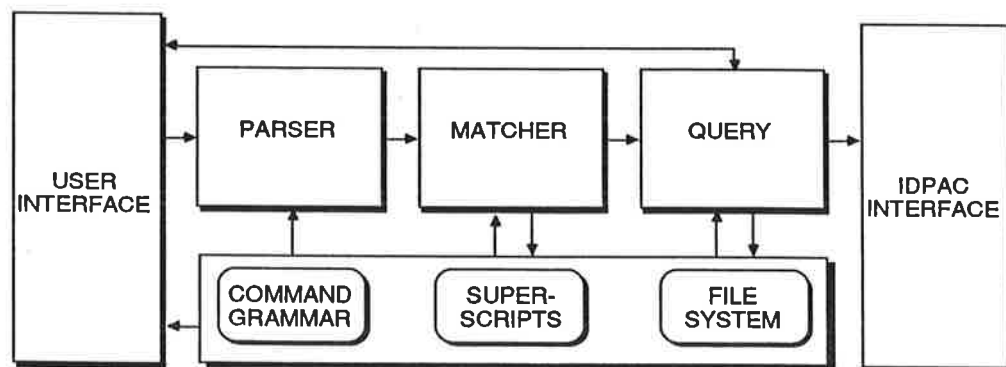 USER
INTERFACE
PARSER
MATCHER
QUERY
IDPAC
INTERFACE
COMMAND
GRAMMAR
SUPER-
SCRIPTS
FILE
SYSTEM